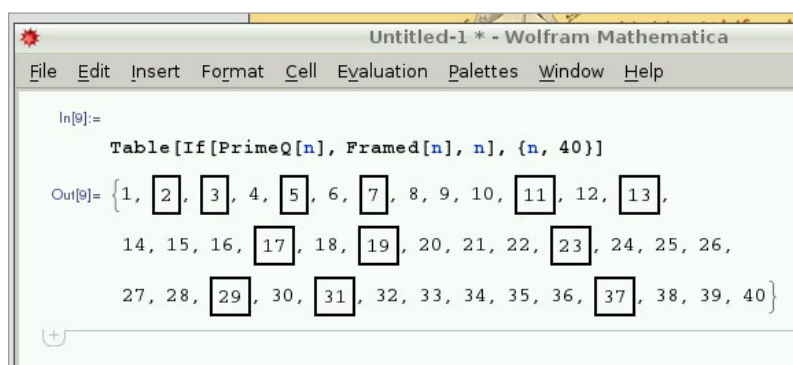 Untitled-1 * - Wolfram Mathematica
File Edit Insert Format Cell Evaluation Palettes Window Help
In[9]:=
Table[If[PrimeQ[n], Framed[n], n], {n, 40}]
Out[9]= {1, 2, 3, 4, 5, 6, 7, 8, 9, 10, 11, 12, 13,
14, 15, 16, 17, 18, 19, 20, 21, 22, 23, 24, 25, 26,
27, 28, 29, 30, 31, 32, 33, 34, 35, 36, 37, 38, 39, 40}